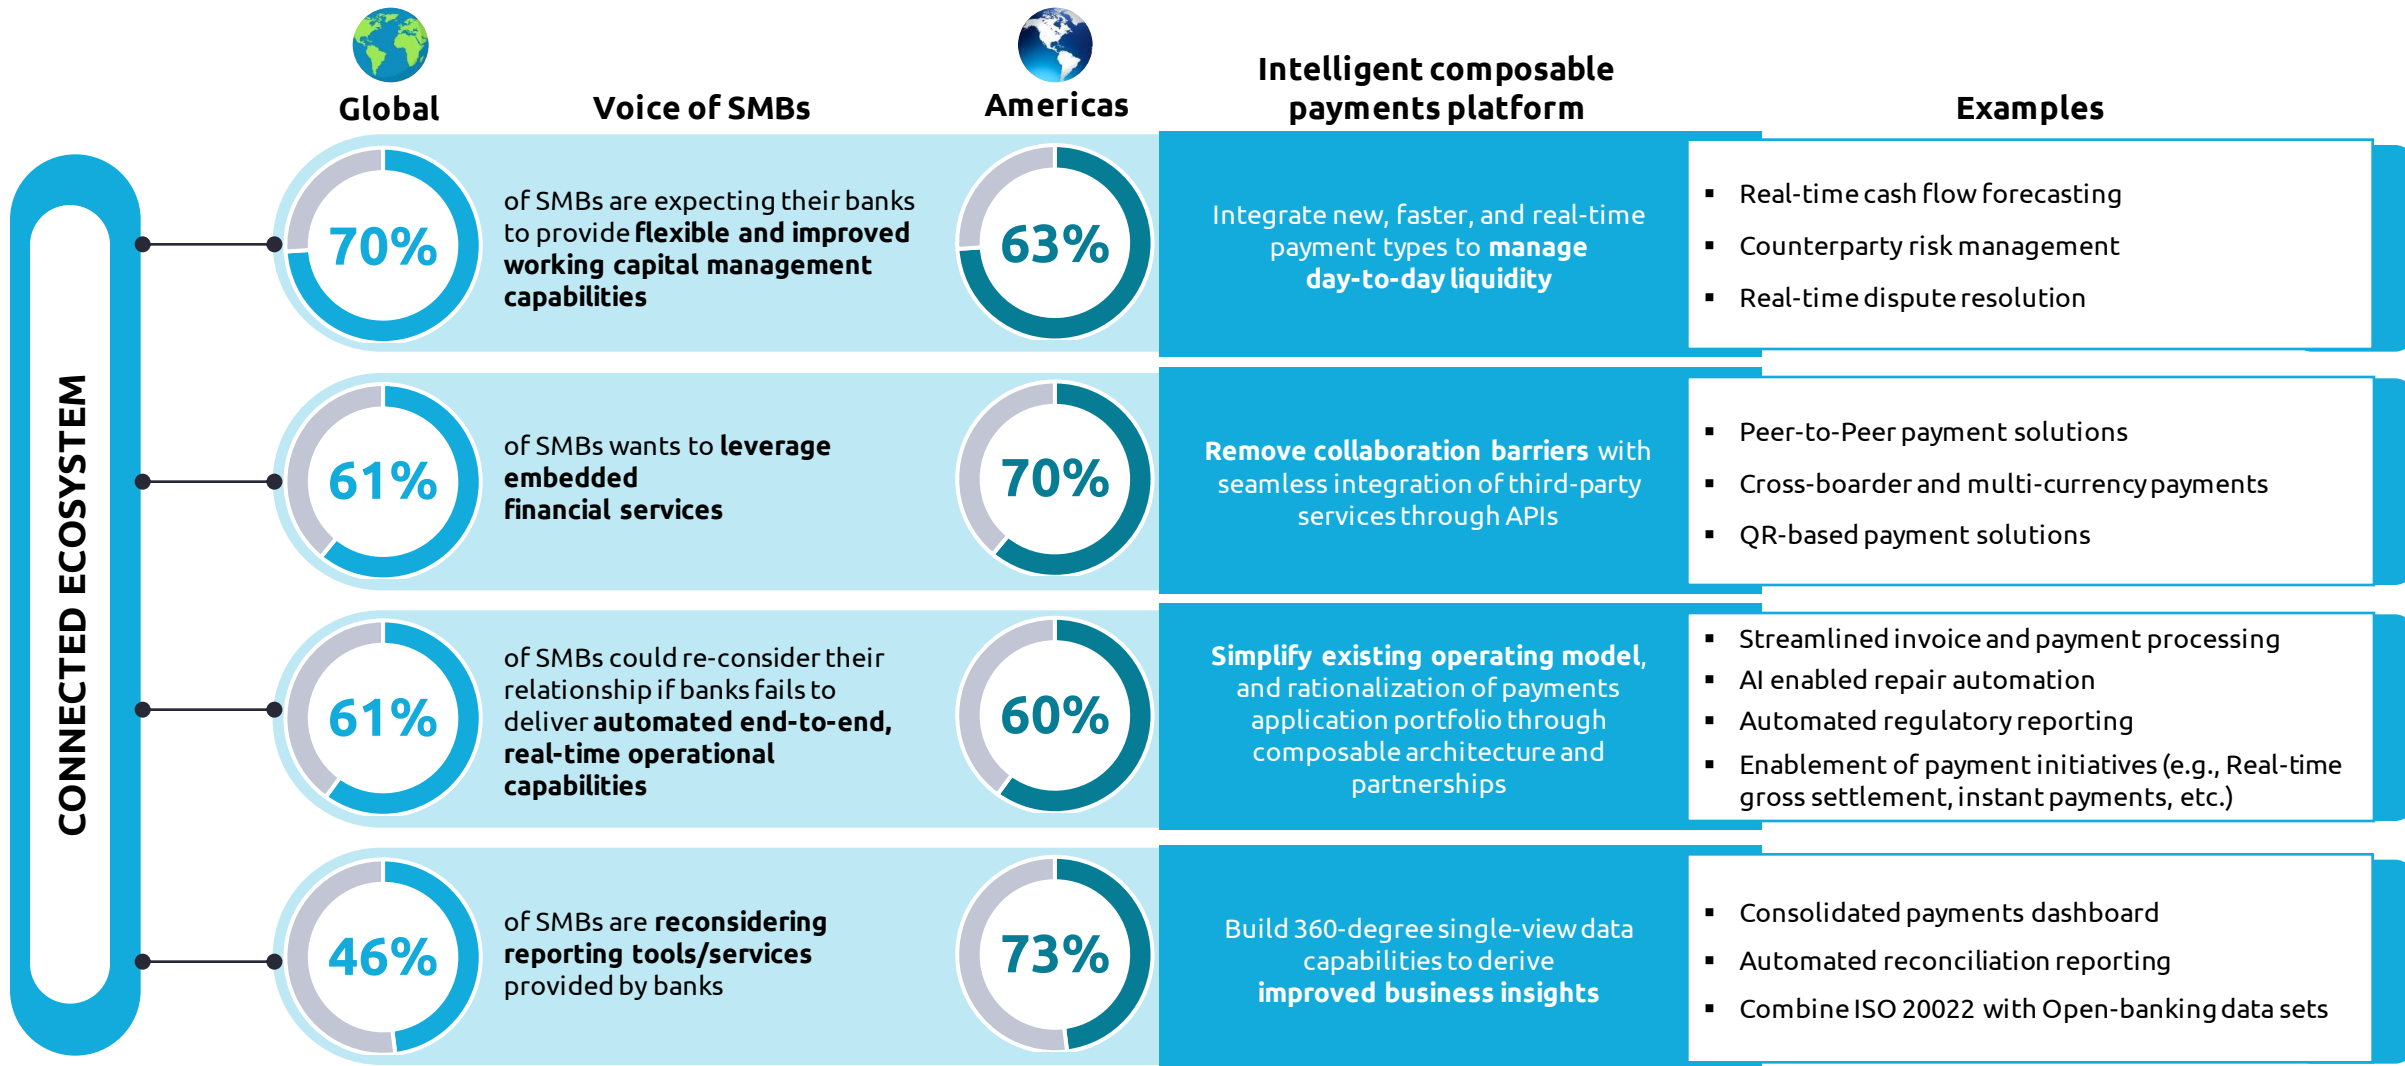 Global
Voice of SMBs
Americas
Intelligent composable
payments platform
Examples
CONNECTED ECOSYSTEM
70%
of SMBs are expecting their banks
to provide flexible and improved
working capital management
capabilities
63%
Integrate new, faster, and real-time
payment types to manage
day-to-day liquidity
▪ Real-time cash flow forecasting
▪ Counterparty risk management
▪ Real-time dispute resolution
61%
of SMBs wants to leverage
embedded
financial services
70%
Remove collaboration barriers with
seamless integration of third-party
services through APIs
▪ Peer-to-Peer payment solutions
▪ Cross-boarder and multi-currency payments
▪ QR-based payment solutions
61%
of SMBs could re-consider their
relationship if banks fails to
deliver automated end-to-end,
real-time operational
capabilities
60%
Simplify existing operating model,
and rationalization of payments
application portfolio through
composable architecture and
partnerships
▪ Streamlined invoice and payment processing
▪ AI enabled repair automation
▪ Automated regulatory reporting
▪ Enablement of payment initiatives (e.g., Real-time
gross settlement, instant payments, etc.)
46%
of SMBs are reconsidering
reporting tools/services
provided by banks
73%
Build 360-degree single-view data
capabilities to derive
improved business insights
▪ Consolidated payments dashboard
▪ Automated reconciliation reporting
▪ Combine ISO 20022 with Open-banking data sets